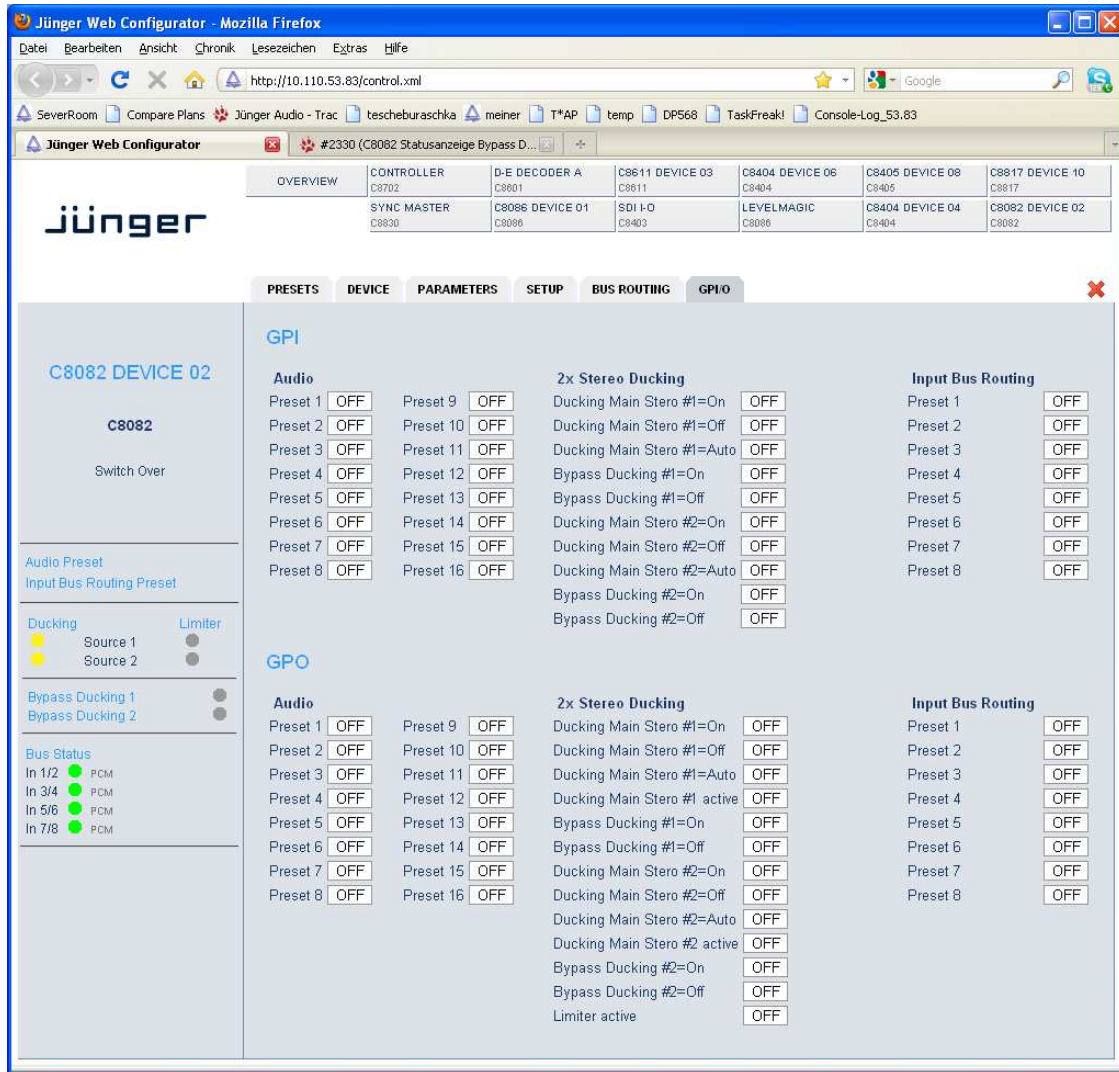 Jünger Web Configurator - Mozilla Firefox
Datei Bearbeiten Ansicht Chronik Lesezeichen Extras Hilfe
http://10.110.53.83/control.xml Google
SeverRoom Compare Plans Jünger Audio - Trac tescheburaschka meiner T*AP temp DP568 TaskFreak! Console-Log_53.83
Jünger Web Configurator #2330 (C8082 Statusanzeige Bypass D...
OVERVIEW CONTROLLER D-E DECODER A C8611 DEVICE 03 C8404 DEVICE 06 C8405 DEVICE 08 C8817 DEVICE 10
C8702 C8601 C8611 C8404 C8405 C8817
SYNC MASTER C8086 DEVICE 01 SDI I-O LEVELMAGIC C8404 DEVICE 04 C8082 DEVICE 02
C8830 C8086 C8403 C8086 C8404 C8082
jünger
PRESETS DEVICE PARAMETERS SETUP BUS ROUTING GPI/O
C8082 DEVICE 02
C8082
Switch Over
Audio Preset
Input Bus Routing Preset
Ducking Limiter
Source 1
Source 2
Bypass Ducking 1
Bypass Ducking 2
Bus Status
In 1/2 PCM
In 3/4 PCM
In 5/6 PCM
In 7/8 PCM
GPI
Audio 2x Stereo Ducking Input Bus Routing
Preset 1 OFF Preset 9 OFF Ducking Main Stero #1=On OFF Preset 1 OFF
Preset 2 OFF Preset 10 OFF Ducking Main Stero #1=Off OFF Preset 2 OFF
Preset 3 OFF Preset 11 OFF Ducking Main Stero #1=Auto OFF Preset 3 OFF
Preset 4 OFF Preset 12 OFF Bypass Ducking #1=On OFF Preset 4 OFF
Preset 5 OFF Preset 13 OFF Bypass Ducking #1=Off OFF Preset 5 OFF
Preset 6 OFF Preset 14 OFF Ducking Main Stero #2=On OFF Preset 6 OFF
Preset 7 OFF Preset 15 OFF Ducking Main Stero #2=Off OFF Preset 7 OFF
Preset 8 OFF Preset 16 OFF Ducking Main Stero #2=Auto OFF Preset 8 OFF
Bypass Ducking #2=On OFF
Bypass Ducking #2=Off OFF
GPO
Audio 2x Stereo Ducking Input Bus Routing
Preset 1 OFF Preset 9 OFF Ducking Main Stero #1=On OFF Preset 1 OFF
Preset 2 OFF Preset 10 OFF Ducking Main Stero #1=Off OFF Preset 2 OFF
Preset 3 OFF Preset 11 OFF Ducking Main Stero #1=Auto OFF Preset 3 OFF
Preset 4 OFF Preset 12 OFF Ducking Main Stero #1 active OFF Preset 4 OFF
Preset 5 OFF Preset 13 OFF Bypass Ducking #1=On OFF Preset 5 OFF
Preset 6 OFF Preset 14 OFF Bypass Ducking #1=Off OFF Preset 6 OFF
Preset 7 OFF Preset 15 OFF Ducking Main Stero #2=On OFF Preset 7 OFF
Preset 8 OFF Preset 16 OFF Ducking Main Stero #2=Off OFF Preset 8 OFF
Ducking Main Stero #2=Auto OFF
Ducking Main Stero #2 active OFF
Bypass Ducking #2=On OFF
Bypass Ducking #2=Off OFF
Limiter active OFF